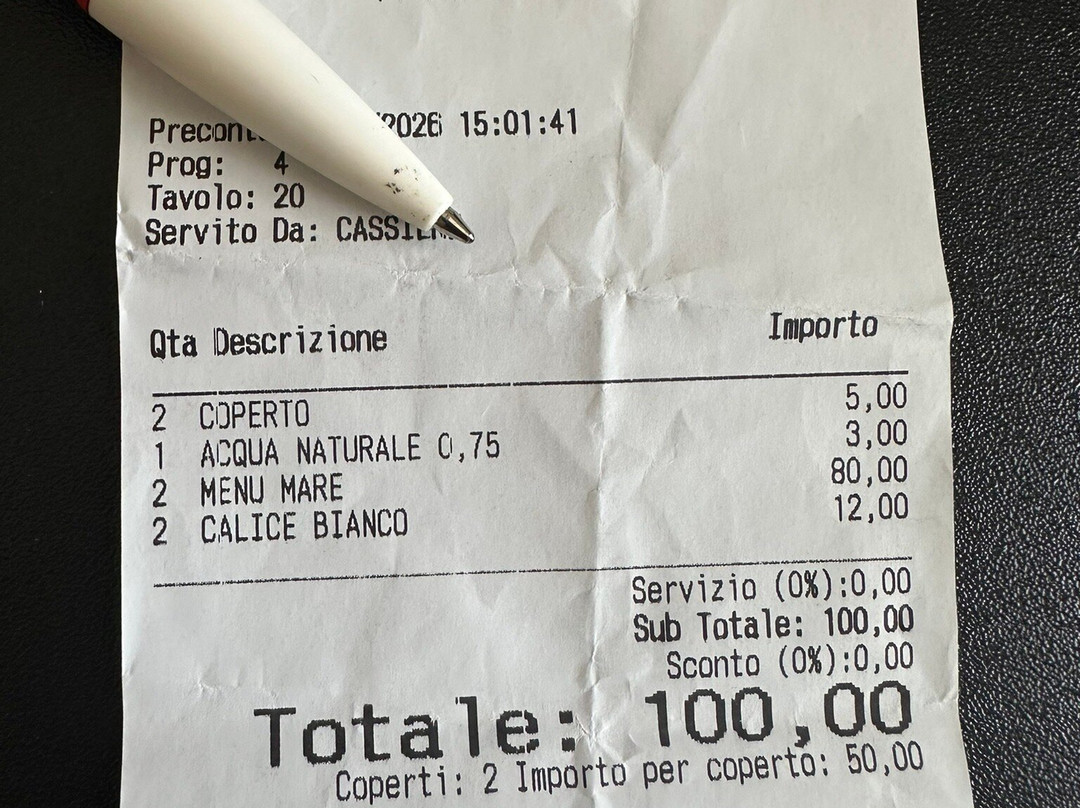 2026 15:01:41
Prog: 4
Tavolo: 20
Servito Da:
Qta Descrizione Importo
2 COPERTO 5,00
1 ACQUA NATURALE 0,75 3,00
2 MENU MARE 80,00
2 CALICE BIANCO 12,00
Servizio (0%):0,00
Sub Totale: 100,00
Sconto (0%):0,00
Totale: 100,00
Coperti: 2 Importo per coperto: 50,00